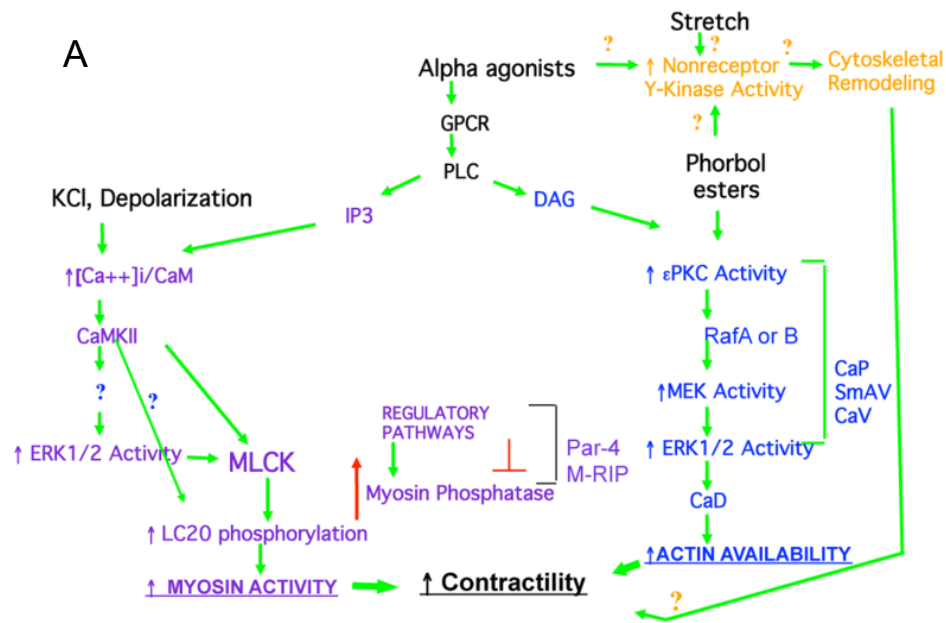 A
Stretch
?
?
?
Alpha agonists
↑ Nonreceptor
Y-Kinase Activity
Cytoskeletal
Remodeling
GPCR
?
PLC
Phorbol
esters
KCl, Depolarization
IP3
DAG
↑[Ca++]i/CaM
↑ εPKC Activity
CaMKII
RafA or B
?
?
↑MEK Activity
CaP
SmAV
CaV
REGULATORY
PATHWAYS
↑ ERK1/2 Activity
MLCK
Par-4
M-RIP
↑ ERK1/2 Activity
Myosin Phosphatase
CaD
↑ LC20 phosphorylation
↑ACTIN AVAILABILITY
↑ MYOSIN ACTIVITY
↑ Contractility
?